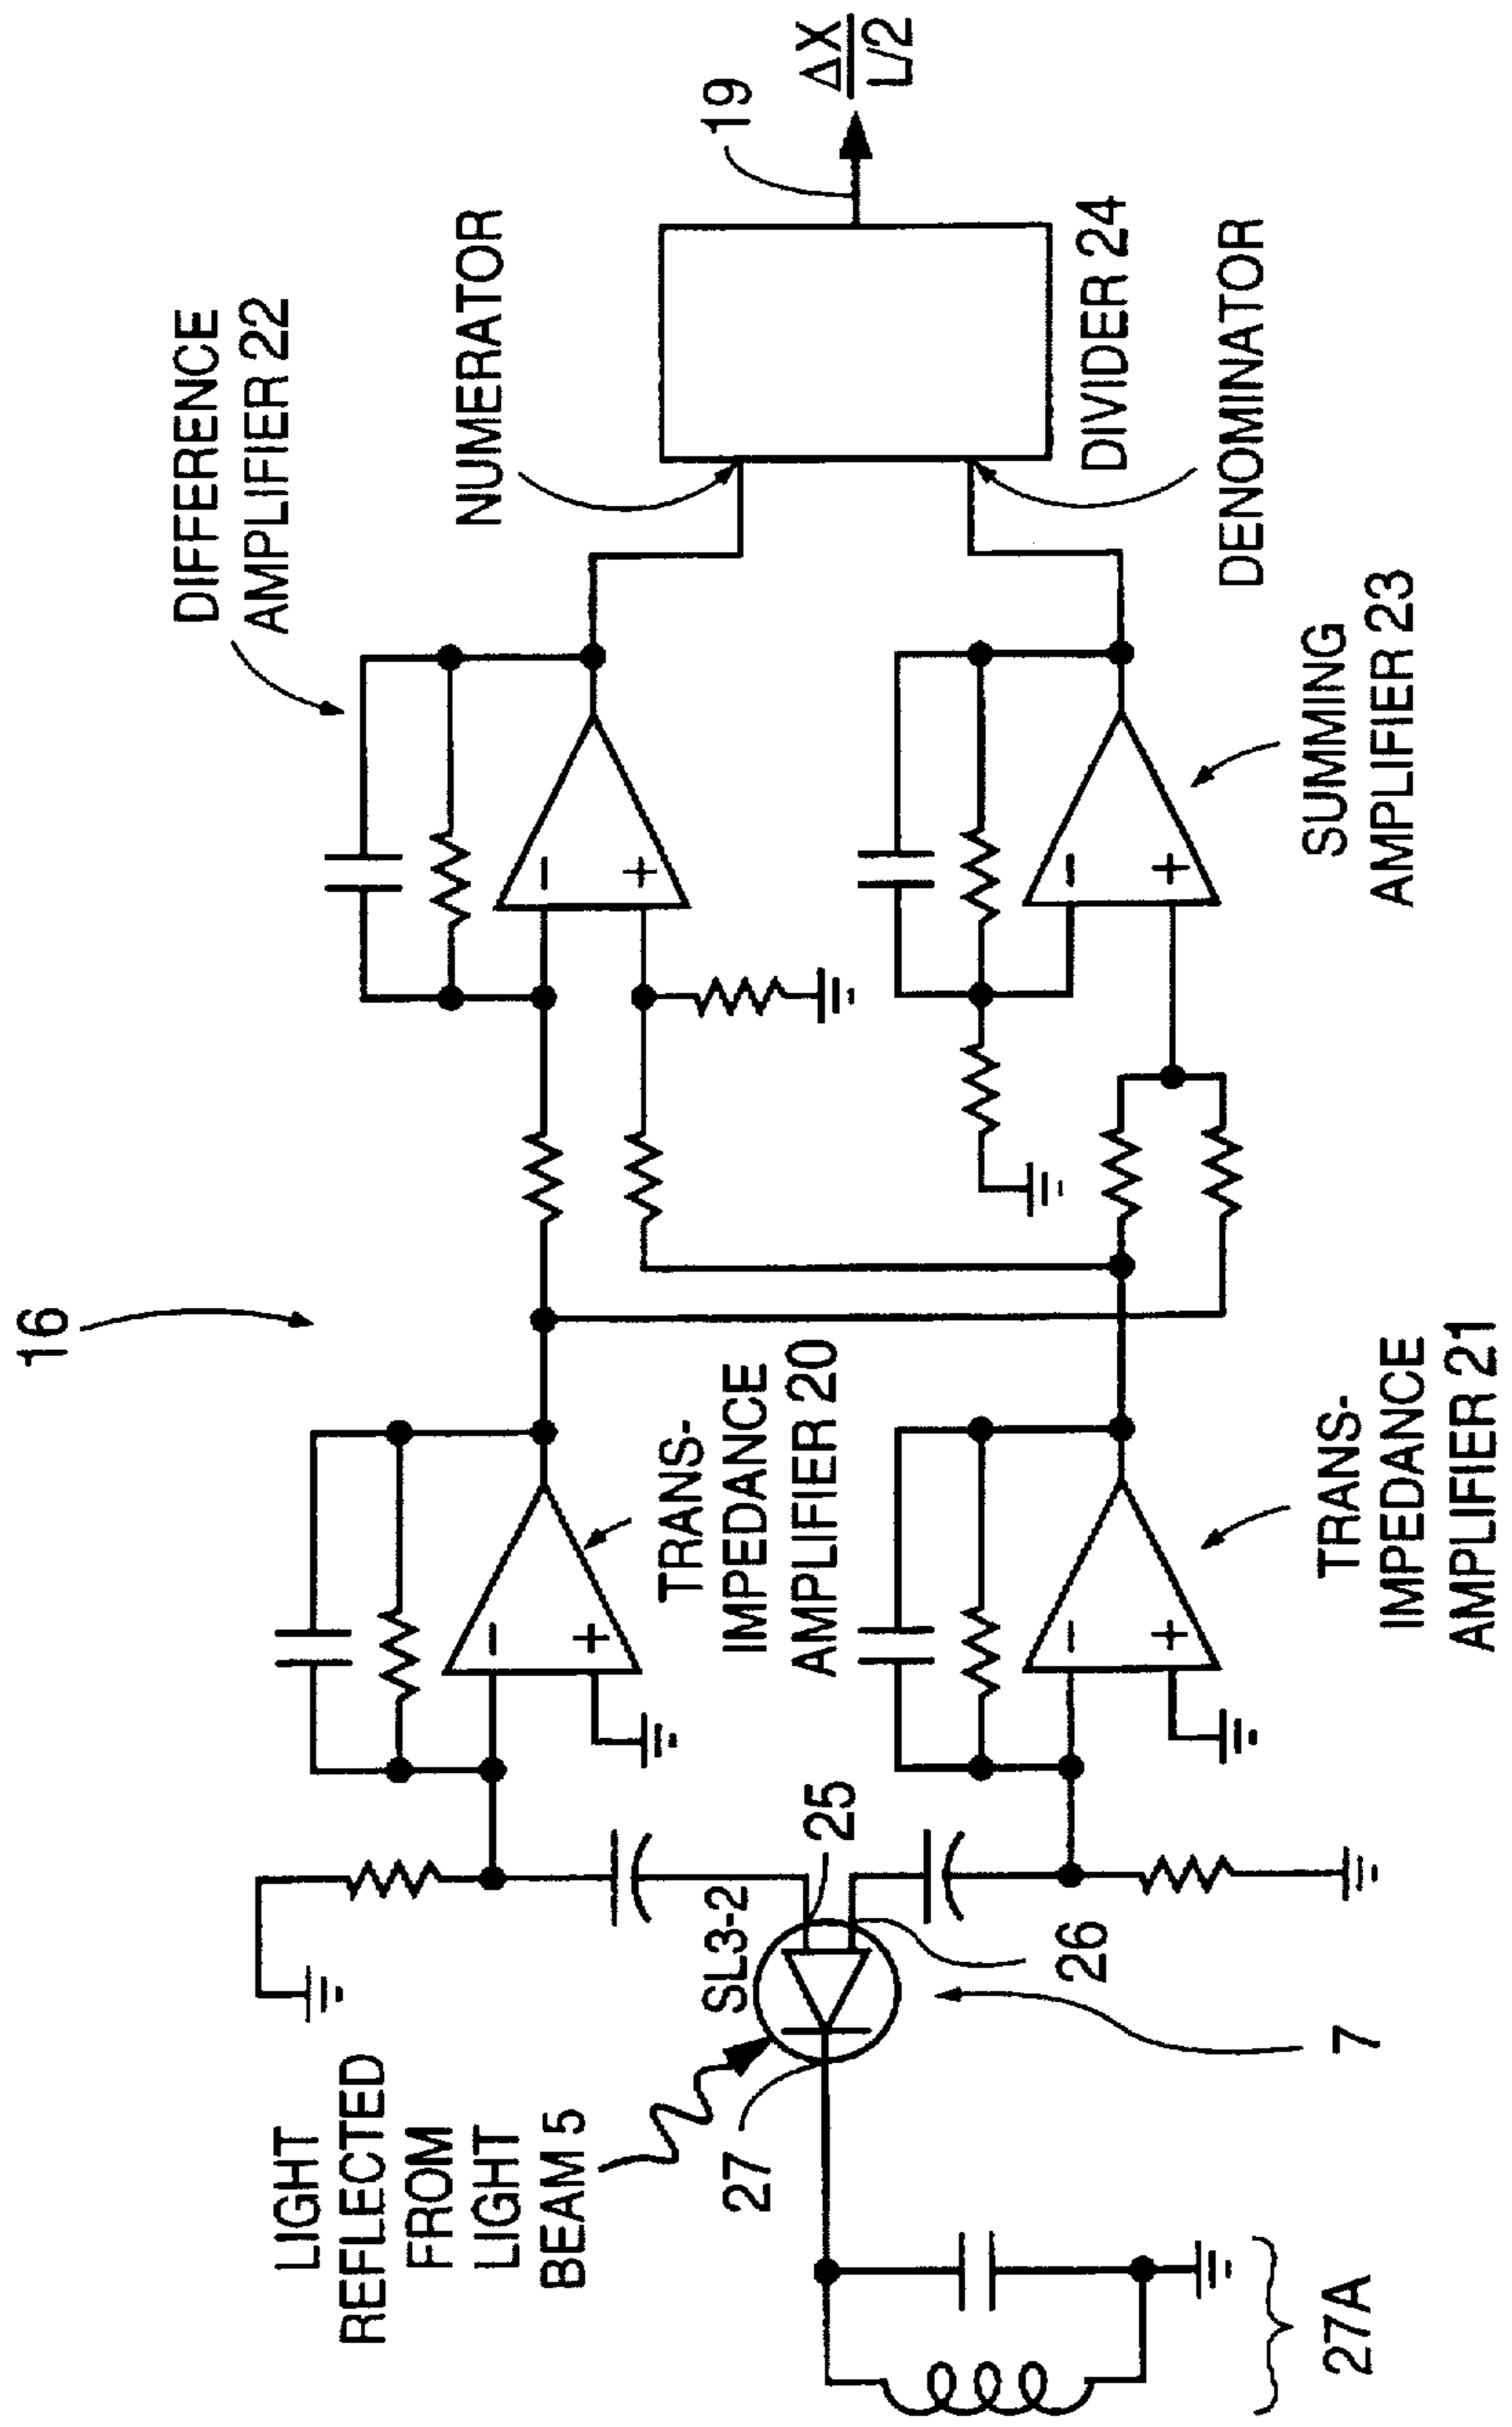 16
DIFFERENCE
AMPLIFIER 22
NUMERATOR
19
ΔX
L/2
DIVIDER 24
DENOMINATOR
−
+
−
+
SUMMING
AMPLIFIER 23
−
+
TRANS-
IMPEDANCE
AMPLIFIER 20
−
+
TRANS-
IMPEDANCE
AMPLIFIER 21
LIGHT
REFLECTED
FROM
LIGHT
BEAM 5
SL3-2
25
26
27
7
27A